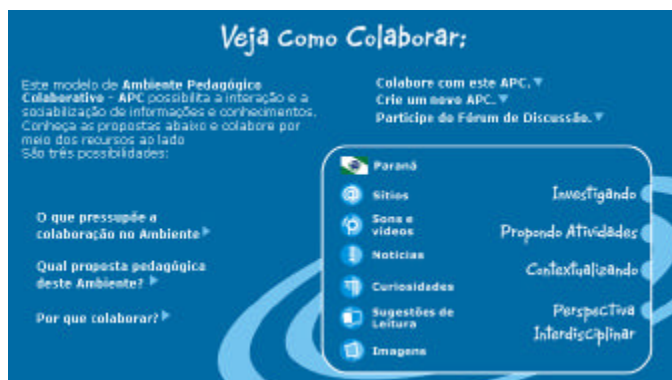 Veja Como Colaborar:
Este modelo de Ambiente Pedagógico
Colaborativo - APC possibilita a interação e a
sociabilização de informações e conhecimentos.
Conheça as propostas abaixo e colabore por
meio dos recursos ao lado
São três possibilidades:
Colabore com este APC.
Crie um novo APC.
Participe do Fórum de Discussão.
O que pressupõe a
colaboração no Ambiente
Qual proposta pedagógica
deste Ambiente?
Por que colaborar?
Paraná
Sítios
Sons e
vídeos
Notícias
Curiosidades
Sugestões de
Leitura
Imagens
Investigando
Propondo Atividades
Contextualizando
Perspectiva
Interdisciplinar